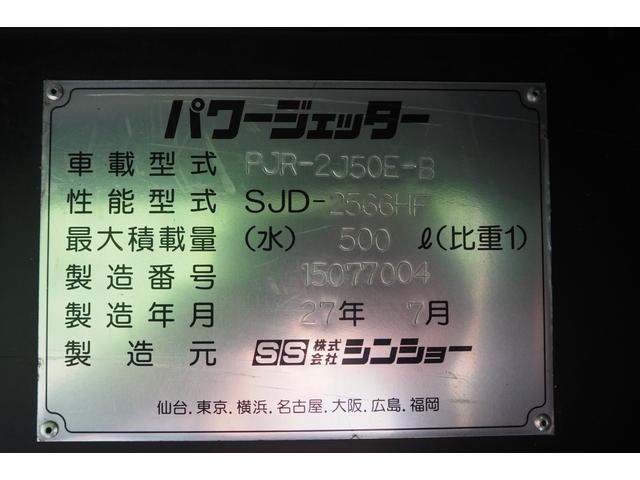 パワージェッター
車載型式 PJR-2J50E-B
性能型式 SJD-2566HF
最大積載量 (水) 500 ℓ(比重1)
製造番号 15077004
製造年月 27年 7月
製造元 SS 株式会社 シンショー
仙台.東京.横浜.名古屋.大阪.広島.福岡